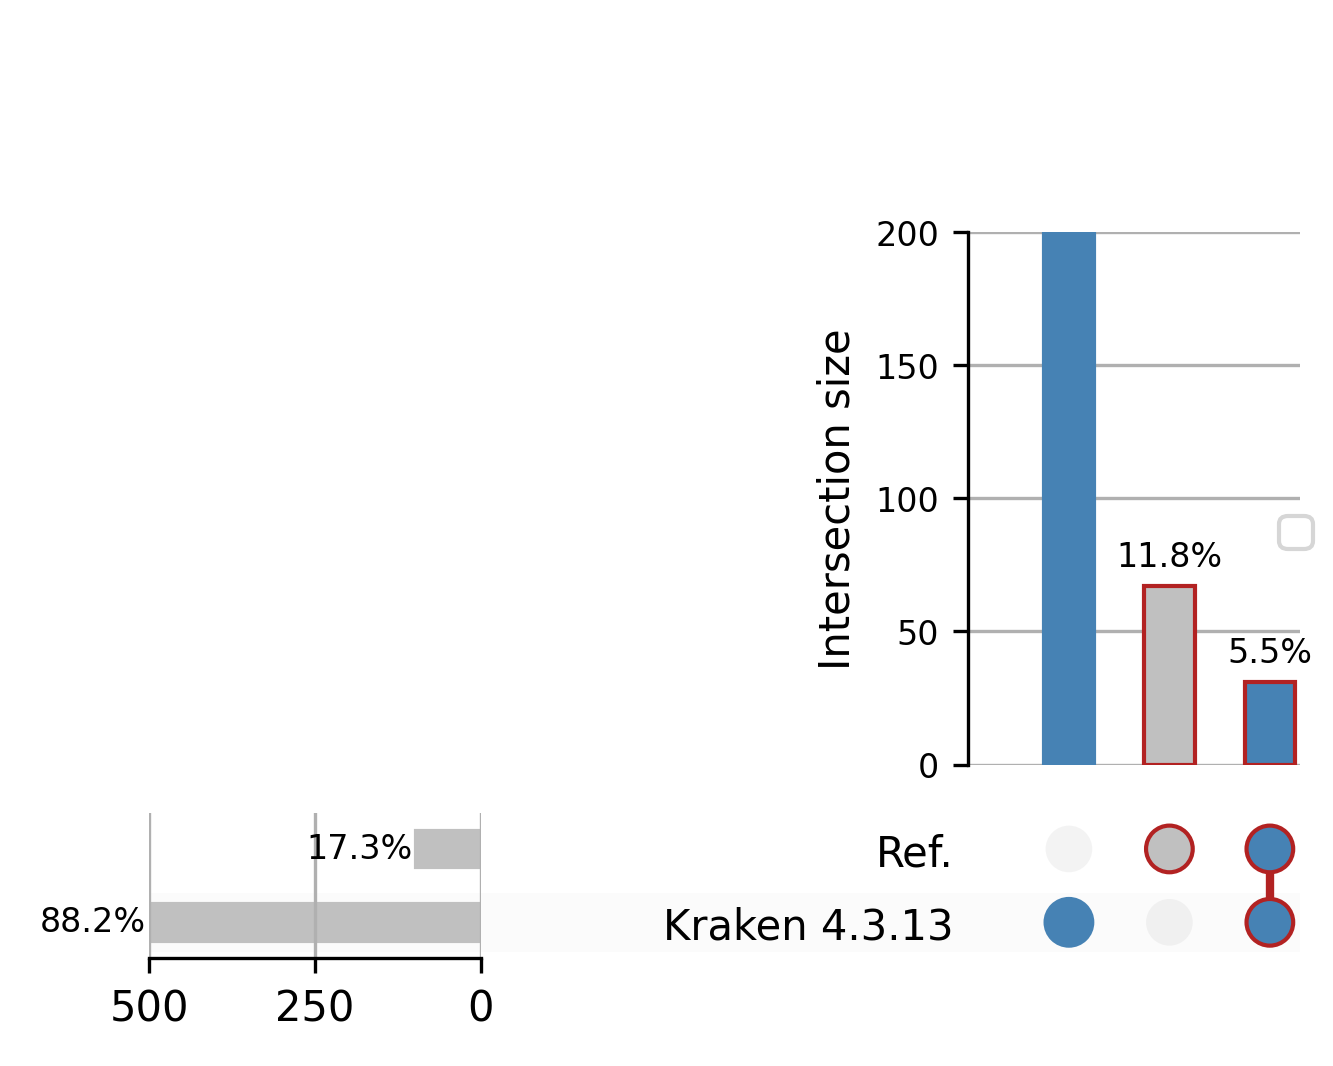 200
150
100
50
0
Intersection size
11.8%
5.5%
17.3%
88.2%
Ref.
Kraken 4.3.13
500 250 0